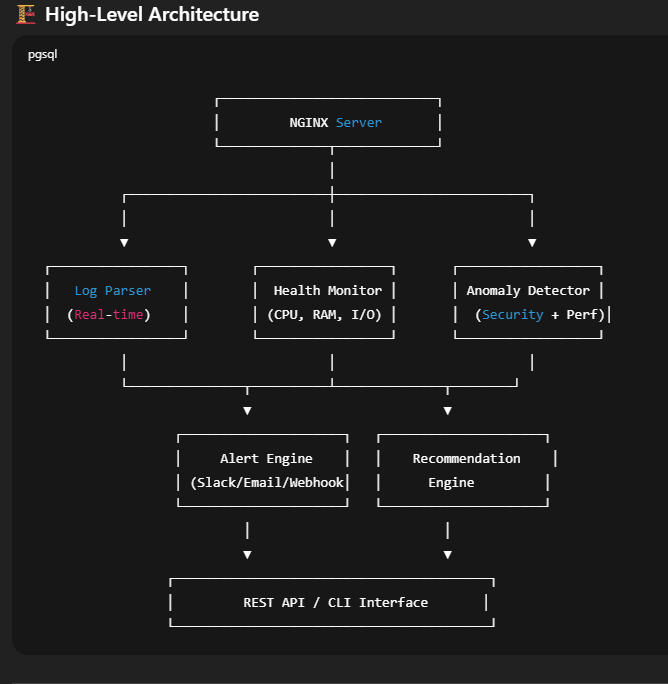 High-Level Architecture
pgsql
NGINX Server
Log Parser
(Real-time)
Health Monitor
(CPU, RAM, I/O)
Anomaly Detector
(Security + Perf)
Alert Engine
(Slack/Email/Webhook
Recommendation
Engine
REST API / CLI Interface